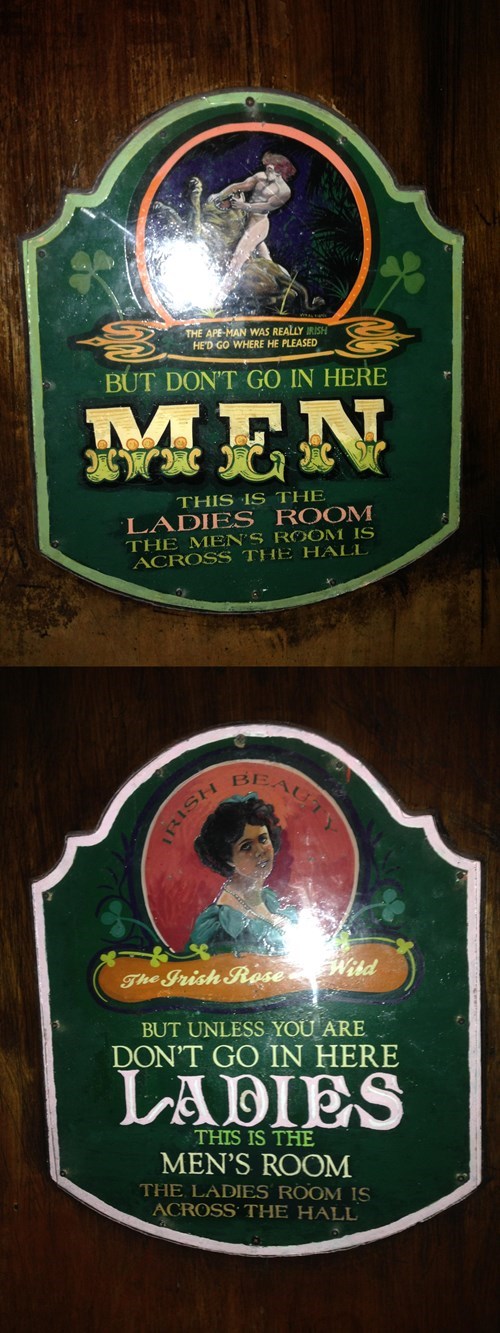 THE APE MAN WAS REALLY IRISH
HE'D GO WHERE HE PLEASED
BUT DON'T GO IN HERE
MEN
THIS IS THE
LADIES ROOM
THE MEN'S ROOM IS
ACROSS THE HALL
IRISH BEAUTY
The Irish Rose Wild
BUT UNLESS YOU ARE
DON'T GO IN HERE
LADIES
THIS IS THE
MEN'S ROOM
THE LADIES ROOM IS
ACROSS THE HALL